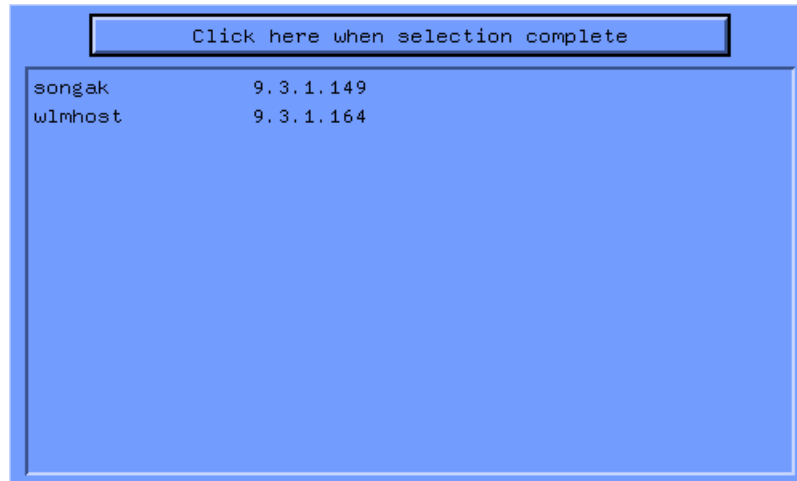 Click here when selection complete
songak 9.3.1.149
wlmhost 9.3.1.164